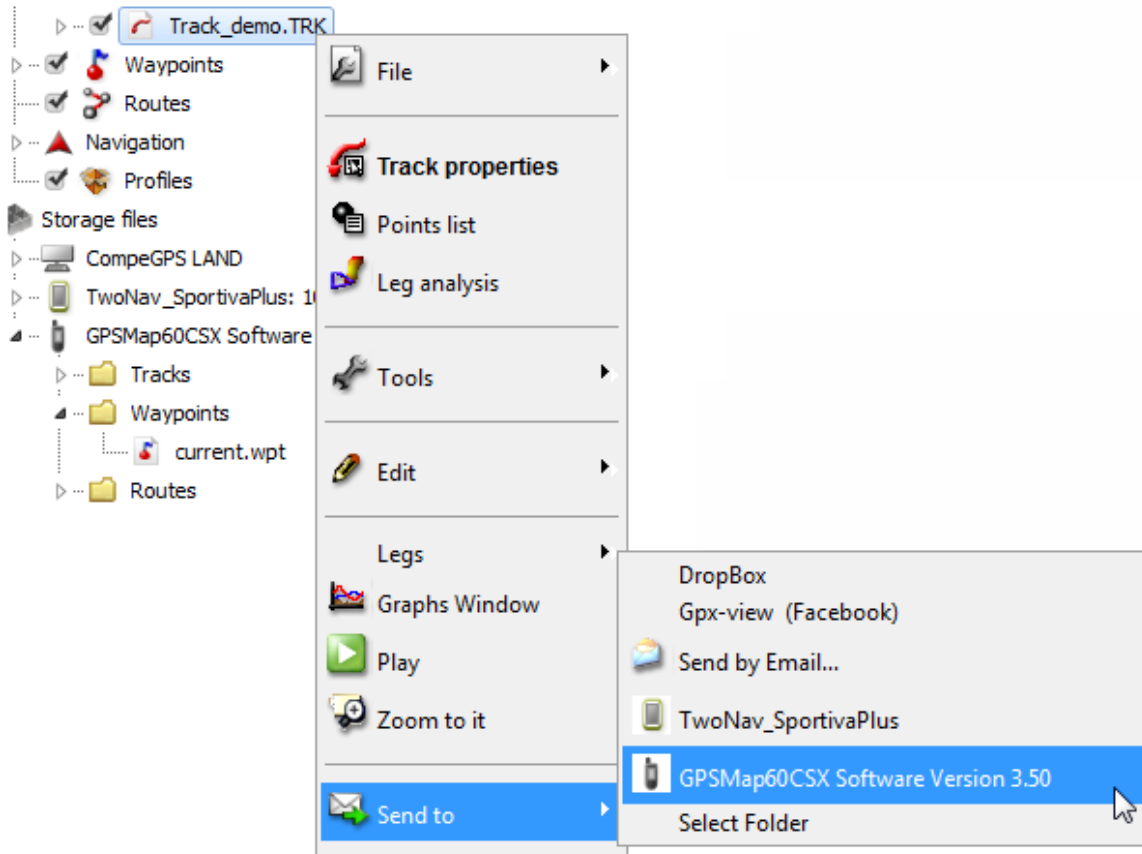 Track_demo.TRK
Waypoints
Routes
Navigation
Profiles
Storage files
CompeGPS LAND
TwoNav_SportivaPlus: 1
GPSMap60CSX Software
Tracks
Waypoints
current.wpt
Routes
File
Track properties
Points list
Leg analysis
Tools
Edit
Legs
Graphs Window
Play
Zoom to it
Send to
DropBox
Gpx-view (Facebook)
Send by Email...
TwoNav_SportivaPlus
GPSMap60CSX Software Version 3.50
Select Folder